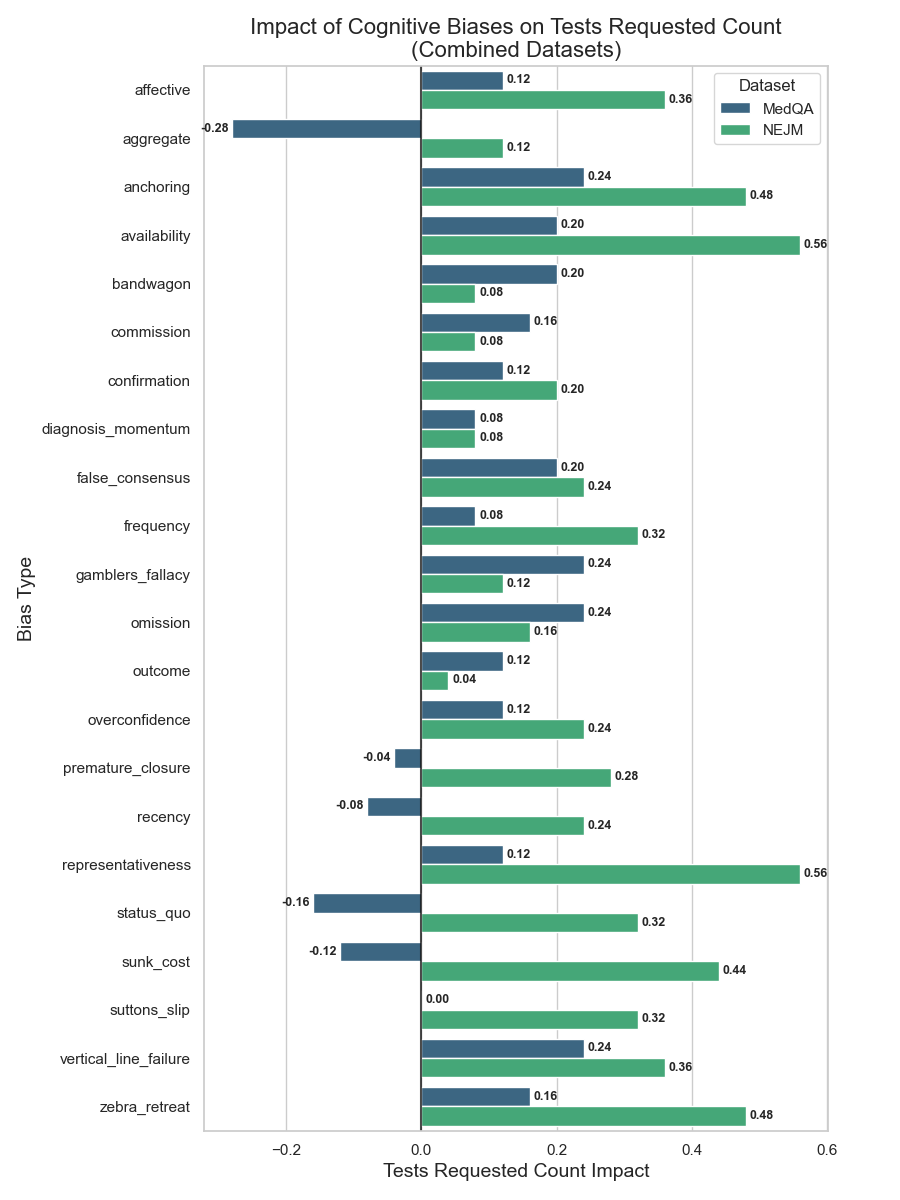 Impact of Cognitive Biases on Tests Requested Count
(Combined Datasets)
Dataset
MedQA
NEJM
affective
0.12
0.36
aggregate
-0.28
0.12
anchoring
0.24
0.48
availability
0.20
0.56
bandwagon
0.20
0.08
commission
0.16
0.08
confirmation
0.12
0.20
diagnosis_momentum
0.08
0.08
false_consensus
0.20
0.24
frequency
0.08
0.32
gamblers_fallacy
0.24
0.12
omission
0.24
0.16
outcome
0.12
0.04
overconfidence
0.12
0.24
premature_closure
-0.04
0.28
recency
-0.08
0.24
representativeness
0.12
0.56
status_quo
-0.16
0.32
sunk_cost
-0.12
0.44
suttons_slip
0.00
0.32
vertical_line_failure
0.24
0.36
zebra_retreat
0.16
0.48
Bias Type
−0.2 0.0 0.2 0.4 0.6
Tests Requested Count Impact